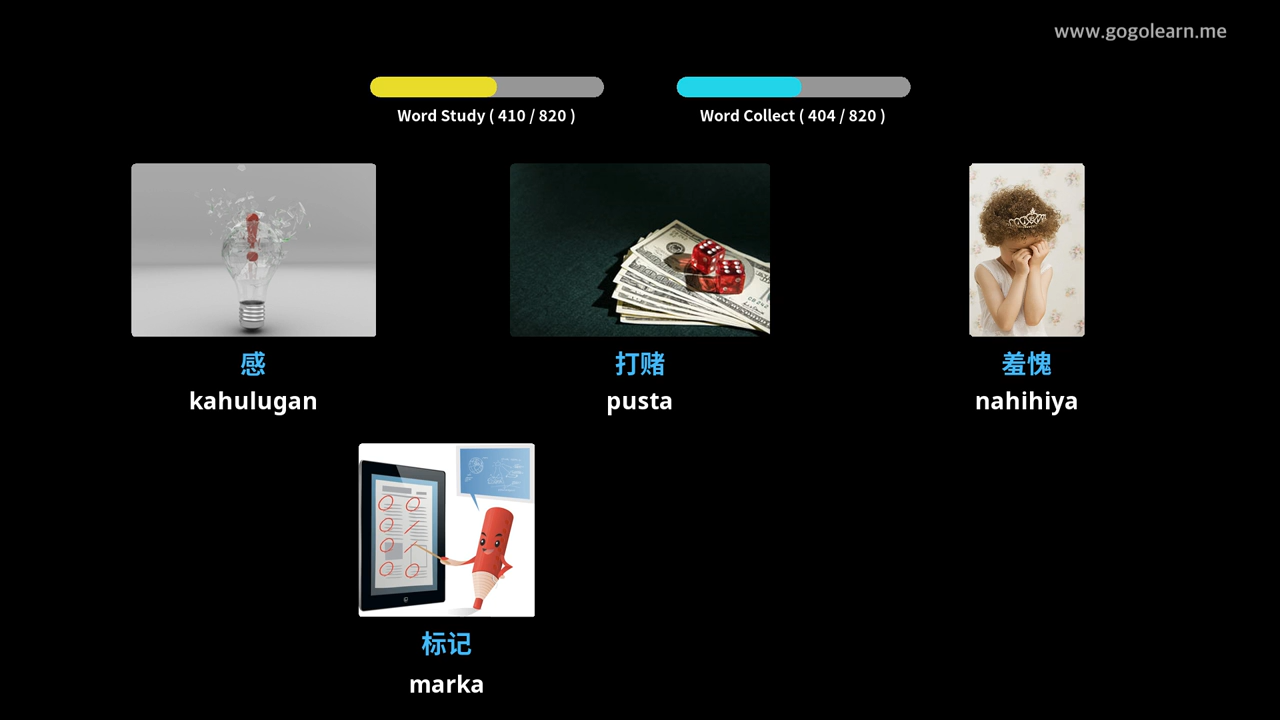 www.gogolearn.me
Word Study ( 410 / 820 )
Word Collect ( 404 / 820 )
感
kahulugan
打赌
pusta
羞愧
nahihiya
标记
marka